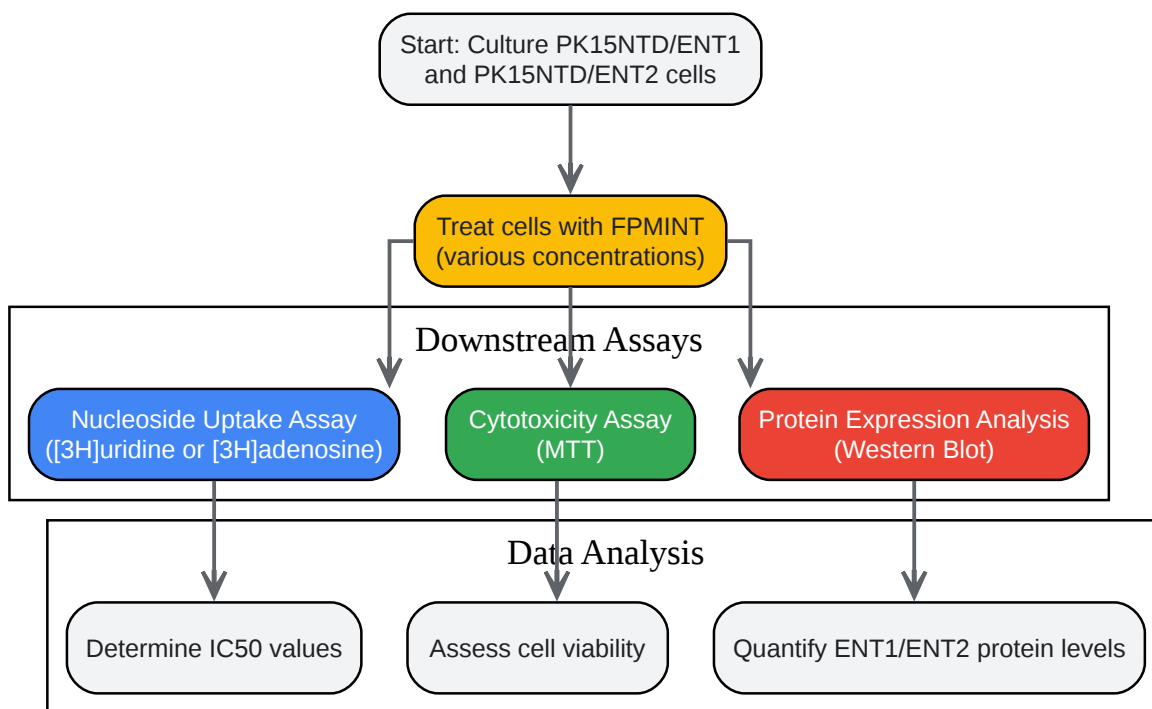 Start: Culture PK15NTD/ENT1
and PK15NTD/ENT2 cells
Treat cells with FPMINT
(various concentrations)
Downstream Assays
Nucleoside Uptake Assay
([3H]uridine or [3H]adenosine)
Cytotoxicity Assay
(MTT)
Protein Expression Analysis
(Western Blot)
Data Analysis
Determine IC50 values
Assess cell viability
Quantify ENT1/ENT2 protein levels